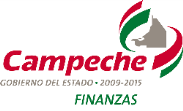 Campeche
GOBIERNO DEL ESTADO • 2009-2015
FINANZAS